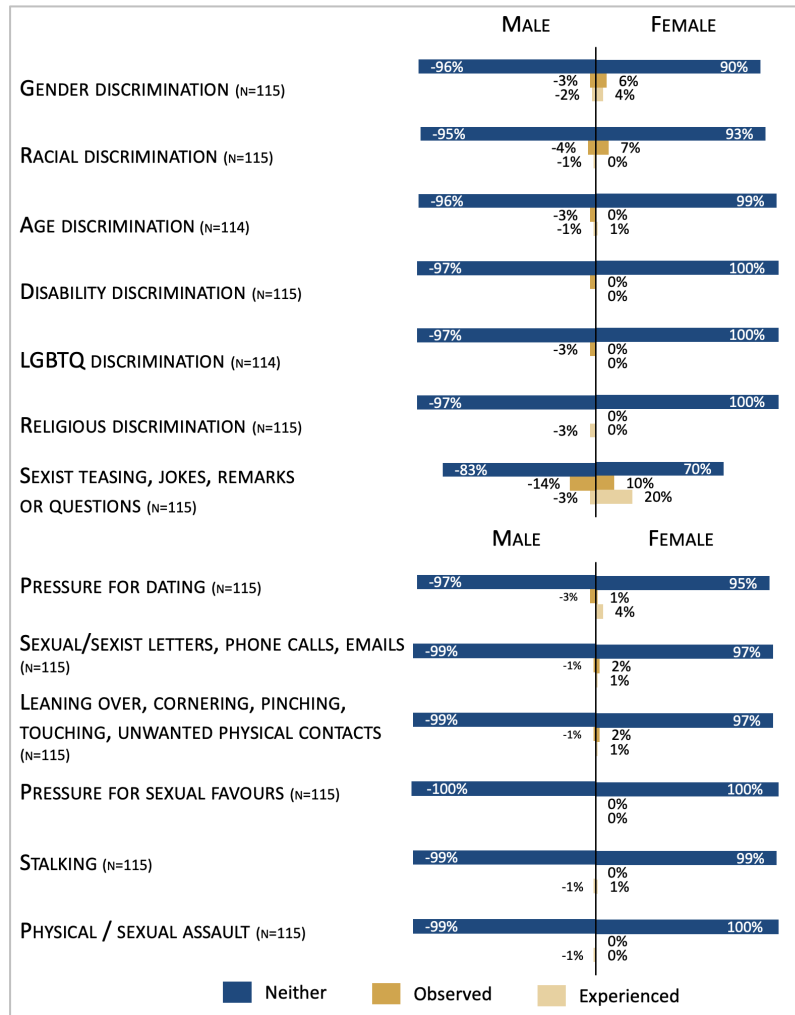 MALE FEMALE
-96% 90%
GENDER DISCRIMINATION (N=115) -3% 6%
-2% 4%
-95% 93%
RACIAL DISCRIMINATION (N=115) -4% 7%
-1% 0%
-96% 99%
AGE DISCRIMINATION (N=114) -3% 0%
-1% 1%
-97% 100%
DISABILITY DISCRIMINATION (N=115) 0%
0%
-97% 100%
LGBTQ DISCRIMINATION (N=114) -3% 0%
0%
-97% 100%
0%
RELIGIOUS DISCRIMINATION (N=115) -3% 0%
SEXIST TEASING, JOKES, REMARKS -83% 70%
-14% 10%
OR QUESTIONS (N=115) -3% 20%
MALE FEMALE
PRESSURE FOR DATING (N=115) -97% 95%
-3% 1%
4%
SEXUAL/SEXIST LETTERS, PHONE CALLS, EMAILS -99% 97%
(N=115) -1% 2%
1%
LEANING OVER, CORNERING, PINCHING, -99% 97%
TOUCHING, UNWANTED PHYSICAL CONTACTS -1% 2%
(N=115) 1%
PRESSURE FOR SEXUAL FAVOURS (N=115) -100% 100%
0%
0%
STALKING (N=115) -99% 99%
0%
-1% 1%
PHYSICAL / SEXUAL ASSAULT (N=115) -99% 100%
0%
-1% 0%
Neither Observed Experienced